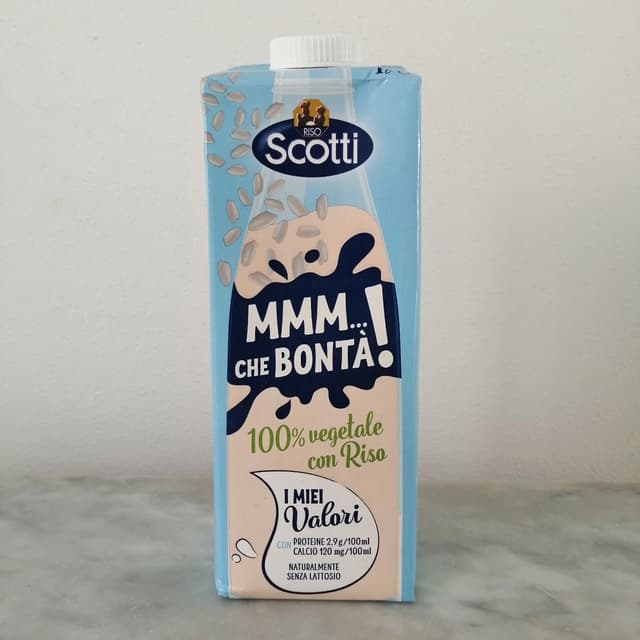 RISO
Scotti
MMM...
CHE BONTÀ!
100% vegetale
con Riso
I MIEI
Valori
CON PROTEINE 2,9g/100ml
CALCIO 120 mg/100ml
NATURALMENTE
SENZA LATTOSIO